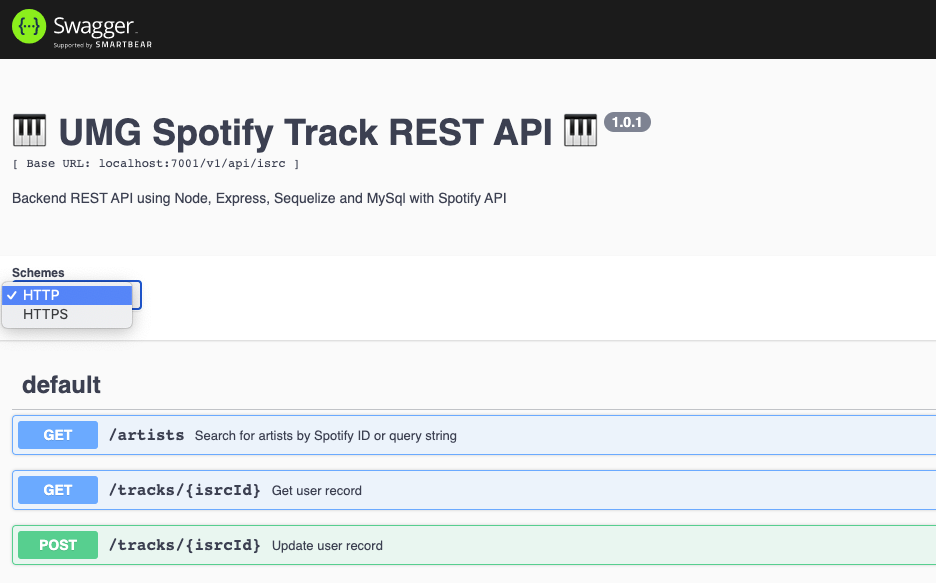 {...} Swagger
Supported by SMARTBEAR
🎹 UMG Spotify Track REST API 🎹 1.0.1
[ Base URL: localhost:7001/v1/api/isrc ]
Backend REST API using Node, Express, Sequelize and MySql with Spotify API
Schemes
✓ HTTP
HTTPS
default
GET /artists Search for artists by Spotify ID or query string
GET /tracks/{isrcId} Get user record
POST /tracks/{isrcId} Update user record